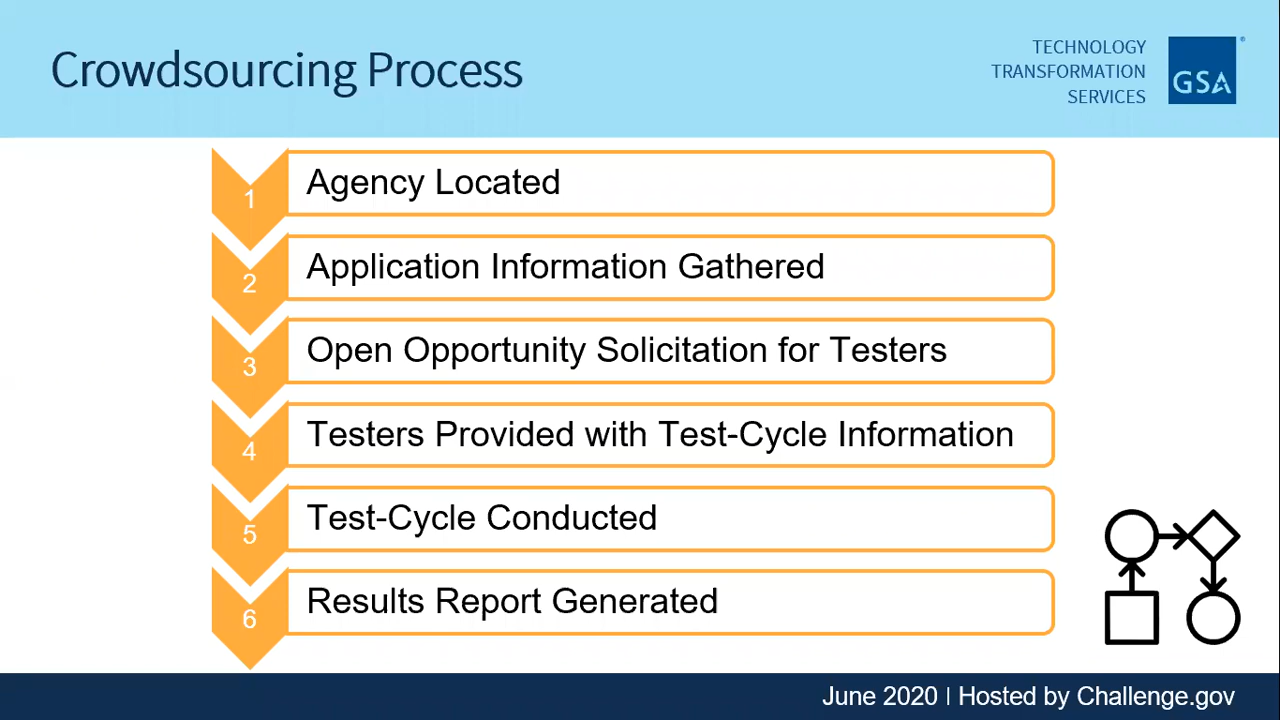 Crowdsourcing Process
TECHNOLOGY
TRANSFORMATION
SERVICES
GSA
®
1
Agency Located
2
Application Information Gathered
3
Open Opportunity Solicitation for Testers
4
Testers Provided with Test-Cycle Information
5
Test-Cycle Conducted
6
Results Report Generated
June 2020 | Hosted by Challenge.gov